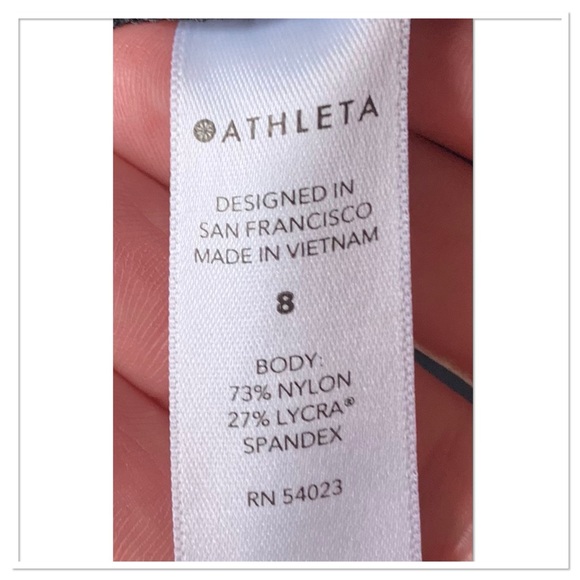 ATHLETA
DESIGNED IN
SAN FRANCISCO
MADE IN VIETNAM
8
BODY:
73% NYLON
27% LYCRA®
SPANDEX
RN 54023